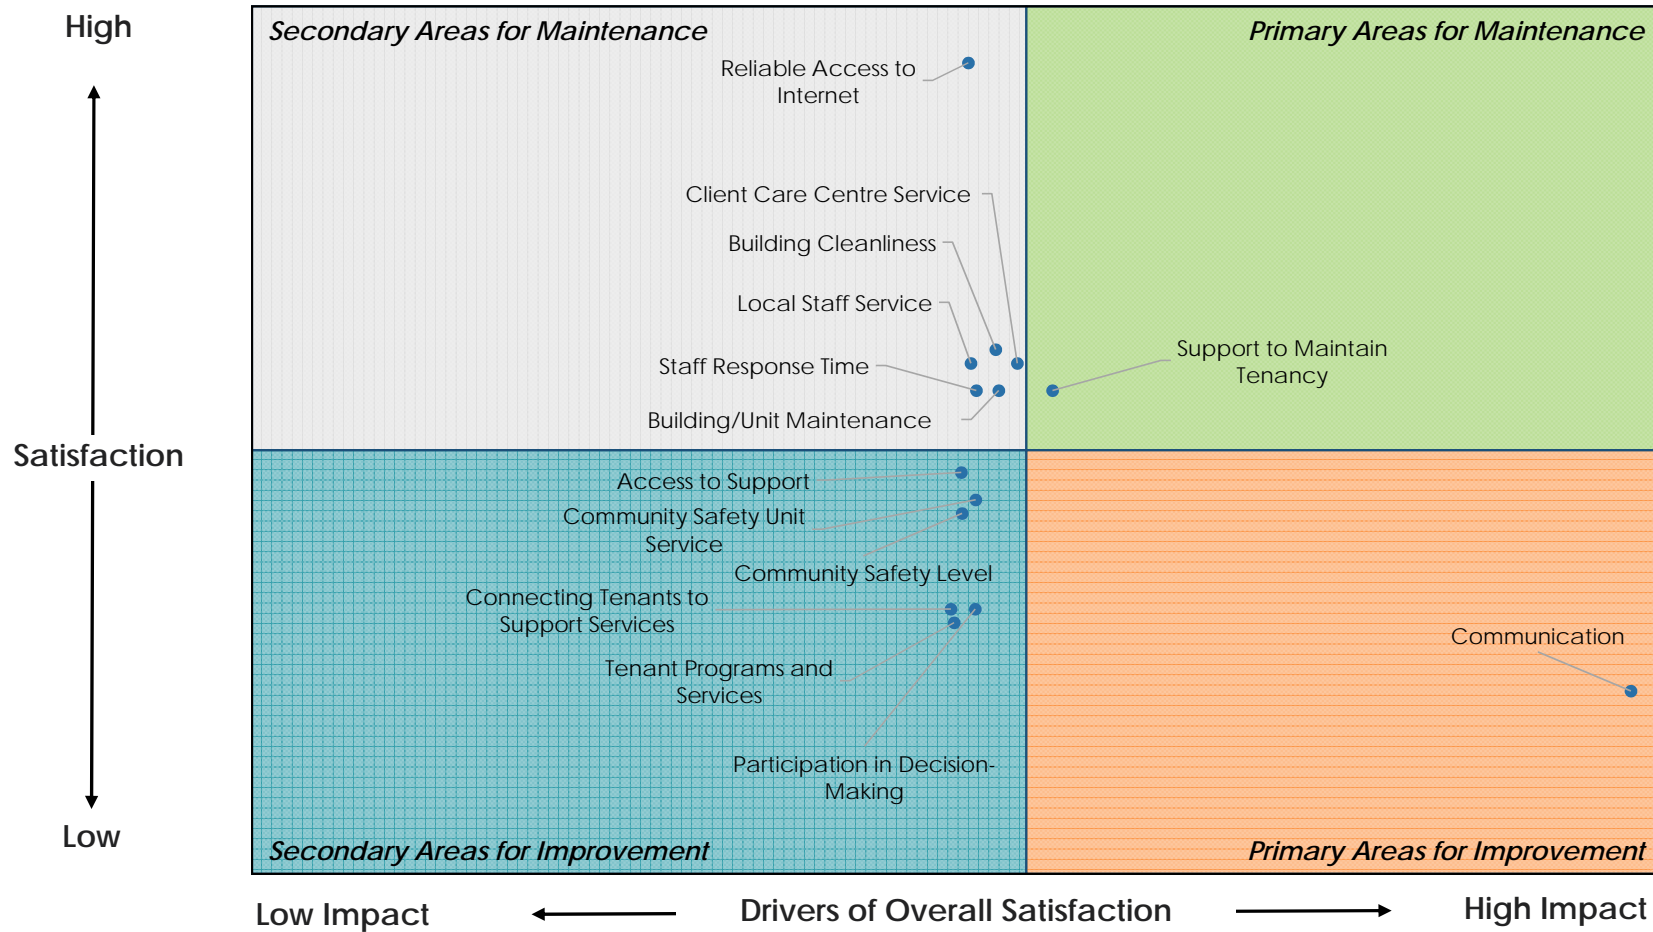 High
Secondary Areas for Maintenance
Primary Areas for Maintenance
Reliable Access to
Internet
Client Care Centre Service
Building Cleanliness
Local Staff Service
Staff Response Time
Support to Maintain
Tenancy
Building/Unit Maintenance
Satisfaction
Access to Support
Community Safety Unit
Service
Community Safety Level
Connecting Tenants to
Support Services
Communication
Tenant Programs and
Services
Participation in Decision-
Making
Low
Secondary Areas for Improvement
Primary Areas for Improvement
Low Impact
Drivers of Overall Satisfaction
High Impact